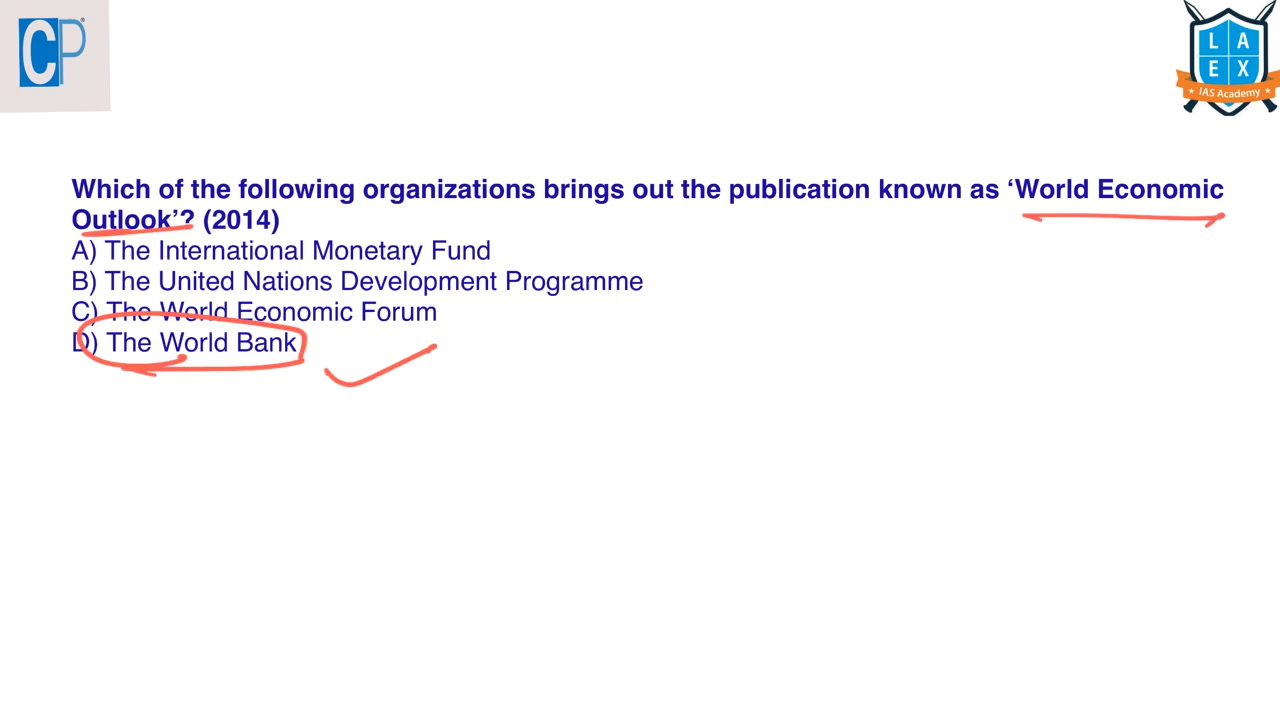 CP®
L A
E X
IAS Academy
Which of the following organizations brings out the publication known as ‘World Economic
Outlook’? (2014)
A) The International Monetary Fund
B) The United Nations Development Programme
C) The World Economic Forum
D) The World Bank